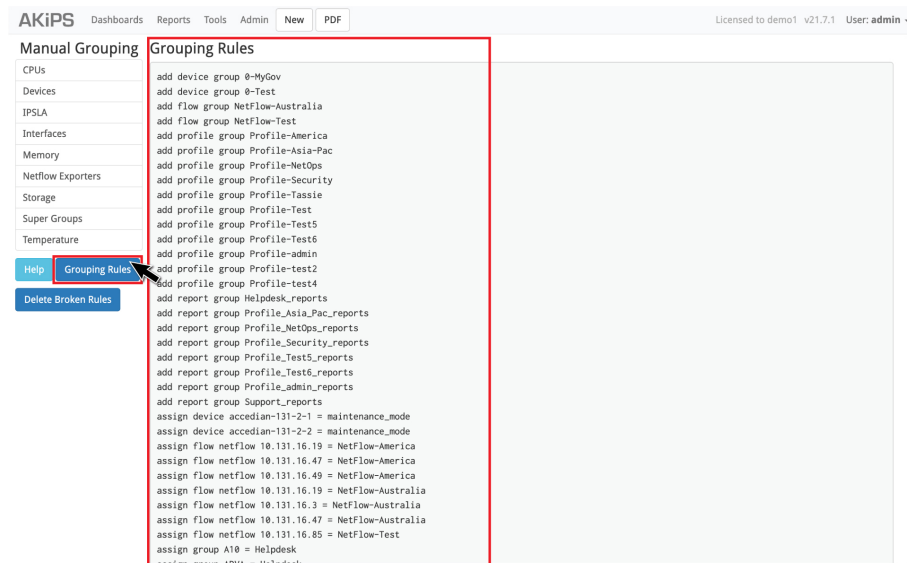 AKiPS Dashboards Reports Tools Admin New PDF Licensed to demo1 v21.7.1 User: admin
Manual Grouping
CPUs
Devices
IPSLA
Interfaces
Memory
Netflow Exporters
Storage
Super Groups
Temperature
Help Grouping Rules
Delete Broken Rules
Grouping Rules
add device group 0-MyGov
add device group 0-Test
add flow group NetFlow-Australia
add flow group NetFlow-Test
add profile group Profile-America
add profile group Profile-Asia-Pac
add profile group Profile-NetOps
add profile group Profile-Security
add profile group Profile-Tassie
add profile group Profile-Test
add profile group Profile-Test5
add profile group Profile-Test6
add profile group Profile-admin
add profile group Profile-test2
add profile group Profile-test4
add report group Helpdesk_reports
add report group Profile_Asia_Pac_reports
add report group Profile_NetOps_reports
add report group Profile_Security_reports
add report group Profile_Test5_reports
add report group Profile_Test6_reports
add report group Profile_admin_reports
add report group Support_reports
assign device accedian-131-2-1 = maintenance_mode
assign device accedian-131-2-2 = maintenance_mode
assign flow netflow 10.131.16.19 = NetFlow-America
assign flow netflow 10.131.16.47 = NetFlow-America
assign flow netflow 10.131.16.49 = NetFlow-America
assign flow netflow 10.131.16.19 = NetFlow-Australia
assign flow netflow 10.131.16.3 = NetFlow-Australia
assign flow netflow 10.131.16.47 = NetFlow-Australia
assign flow netflow 10.131.16.85 = NetFlow-Test
assign group A10 = Helpdesk